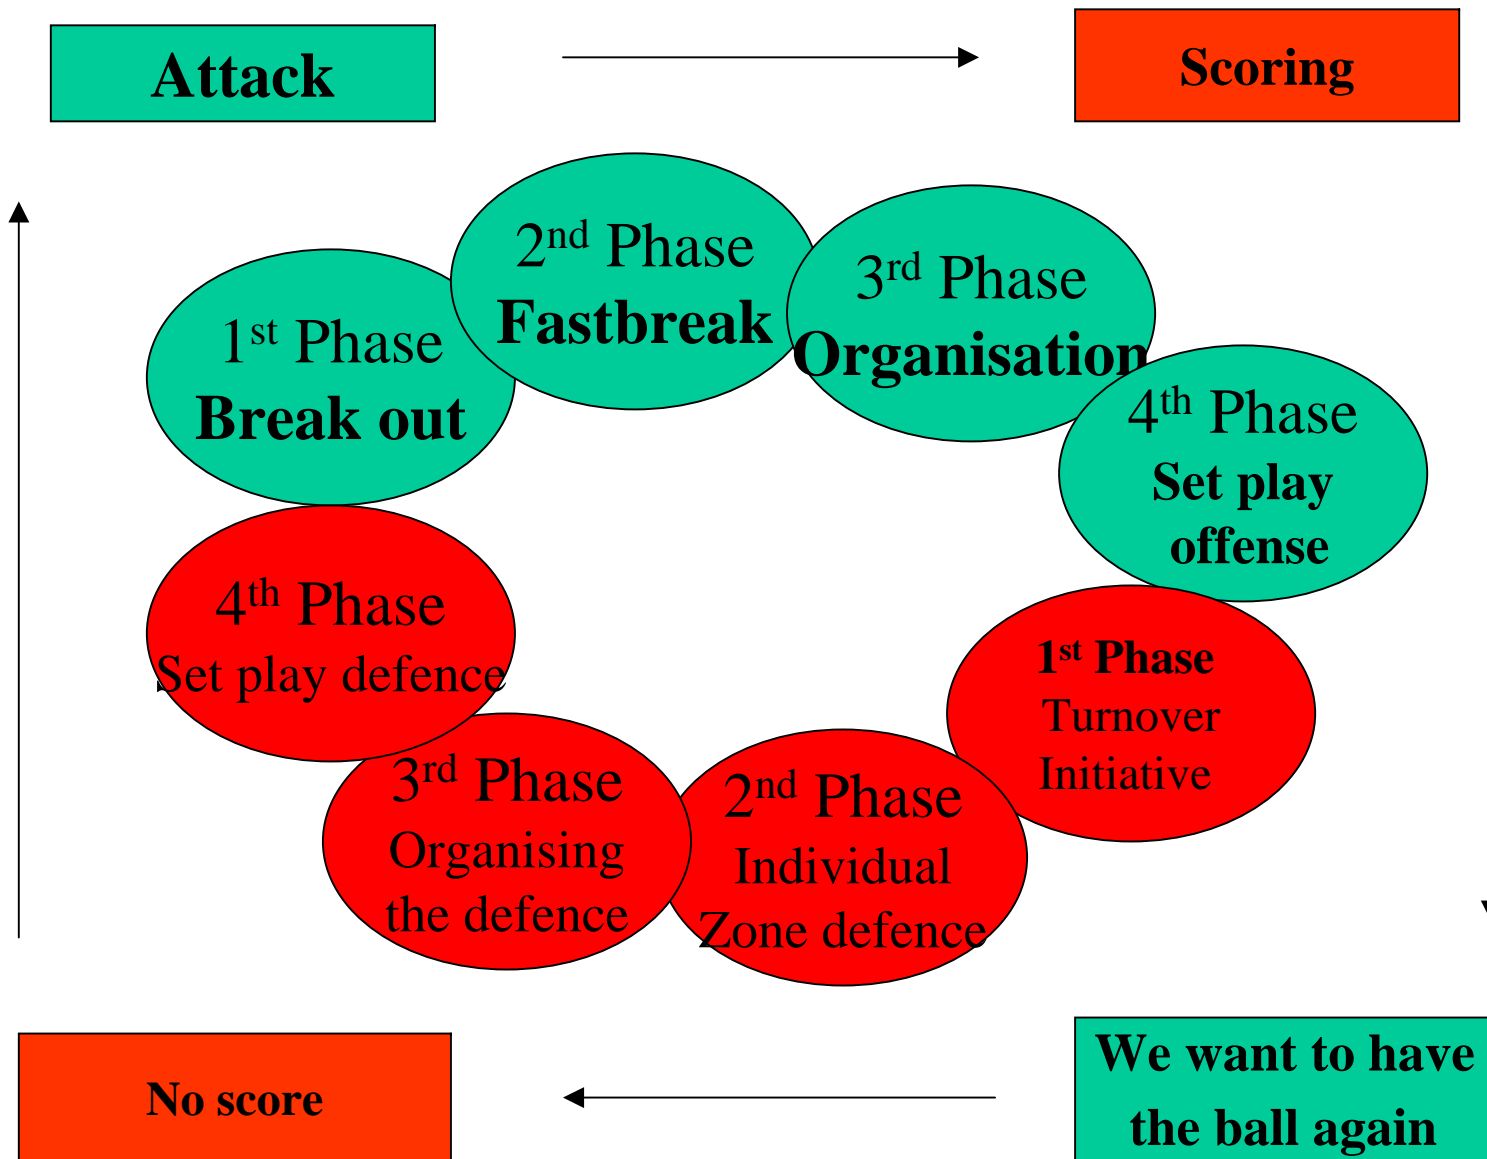 Attack
Scoring
2nd Phase
Fastbreak
3rd Phase
Organisation
1st Phase
Break out
4th Phase
Set play
offense
4th Phase
Set play defence
1st Phase
Turnover
Initiative
3rd Phase
Organising
the defence
2nd Phase
Individual
Zone defence
No score
We want to have
the ball again